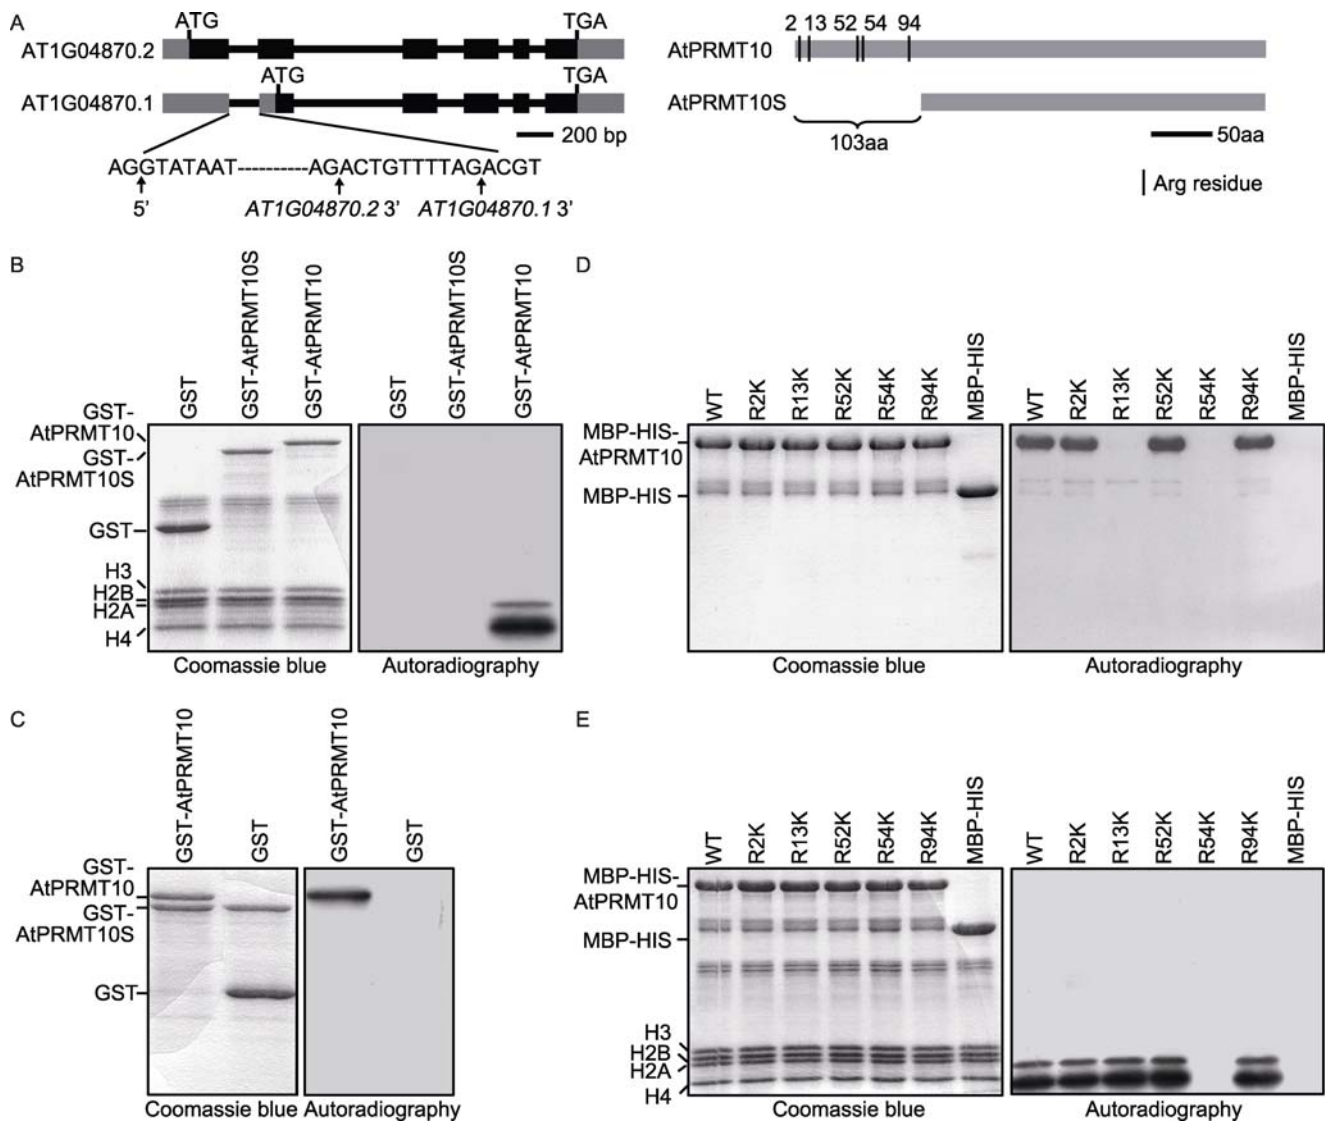 A
ATG
TGA
AT1G04870.2
ATG
TGA
AT1G04870.1
200 bp
AGGTATAAT----------AGACTGTTTTAGACGT
5'
AT1G04870.2 3'
AT1G04870.1 3'
2 13 52 54 94
AtPRMT10
AtPRMT10S
103aa
50aa
Arg residue
B
GST
GST-AtPRMT10S
GST-AtPRMT10
GST
GST-AtPRMT10S
GST-AtPRMT10
GST-
AtPRMT10
GST-
AtPRMT10S
GST
H3
H2B
H2A
H4
Coomassie blue
Autoradiography
C
GST-AtPRMT10
GST
GST-AtPRMT10
GST
GST-
AtPRMT10
GST-
AtPRMT10S
GST
Coomassie blue
Autoradiography
D
WT
R2K
R13K
R52K
R54K
R94K
MBP-HIS
WT
R2K
R13K
R52K
R54K
R94K
MBP-HIS
MBP-HIS-
AtPRMT10
MBP-HIS
Coomassie blue
Autoradiography
E
WT
R2K
R13K
R52K
R54K
R94K
MBP-HIS
WT
R2K
R13K
R52K
R54K
R94K
MBP-HIS
MBP-HIS-
AtPRMT10
MBP-HIS
H3
H2B
H2A
H4
Coomassie blue
Autoradiography